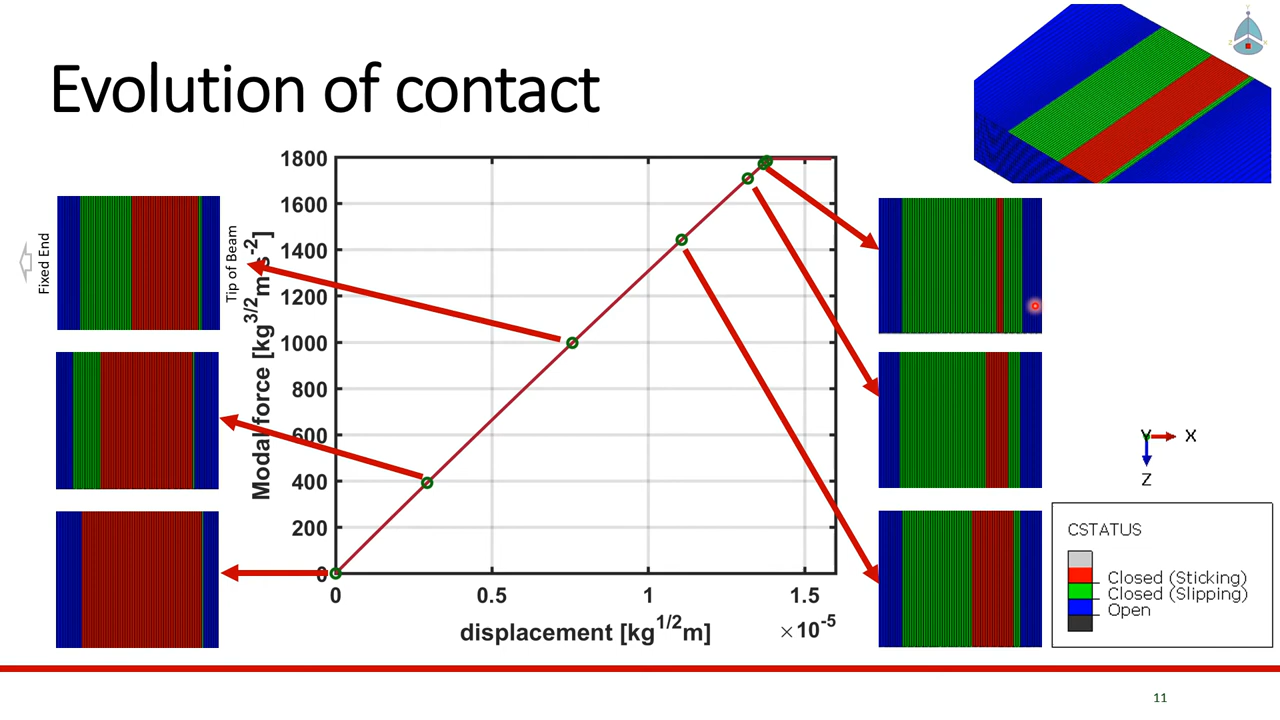 Evolution of contact
Fixed End
Tip of Beam
Modal force [kg^3/2 m s^-2]
1800
1600
1400
1200
1000
800
600
400
200
0
0 0.5 1 1.5
displacement [kg^1/2 m]
×10^-5
Y X
Z
CSTATUS
Closed (Sticking)
Closed (Slipping)
Open
11